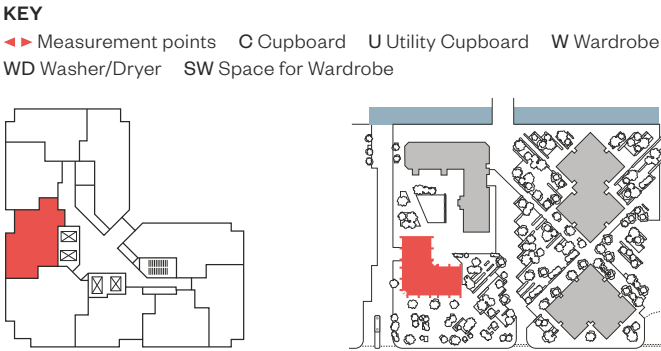 KEY
◄► Measurement points C Cupboard U Utility Cupboard W Wardrobe
WD Washer/Dryer SW Space for Wardrobe